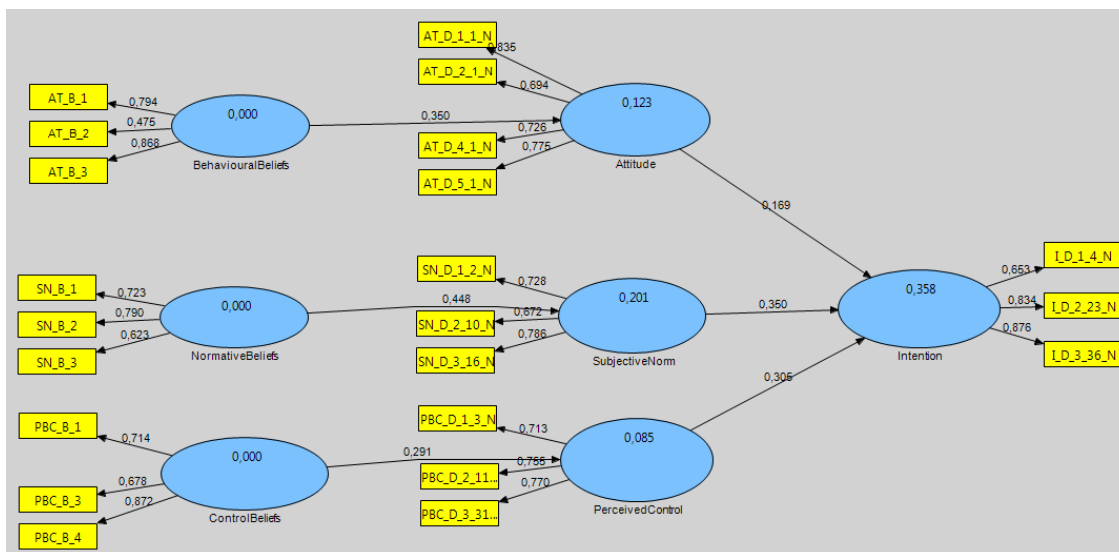 AT_B_1
0,794
AT_B_2
0,475
AT_B_3
0,868
0,000
BehaviouralBeliefs
0,350
AT_D_1_1_N
0,835
AT_D_2_1_N
0,694
AT_D_4_1_N
0,726
AT_D_5_1_N
0,775
0,123
Attitude
0,169
SN_B_1
0,723
SN_B_2
0,790
SN_B_3
0,623
0,000
NormativeBeliefs
0,448
SN_D_1_2_N
0,728
SN_D_2_10_N
0,672
SN_D_3_16_N
0,786
0,201
SubjectiveNorm
0,350
PBC_B_1
0,714
PBC_B_3
0,678
PBC_B_4
0,872
0,000
ControlBeliefs
0,291
PBC_D_1_3_N
0,713
PBC_D_2_11...
0,755
PBC_D_3_31...
0,770
0,085
PerceivedControl
0,305
0,358
Intention
I_D_1_4_N
0,653
I_D_2_23_N
0,834
I_D_3_36_N
0,876